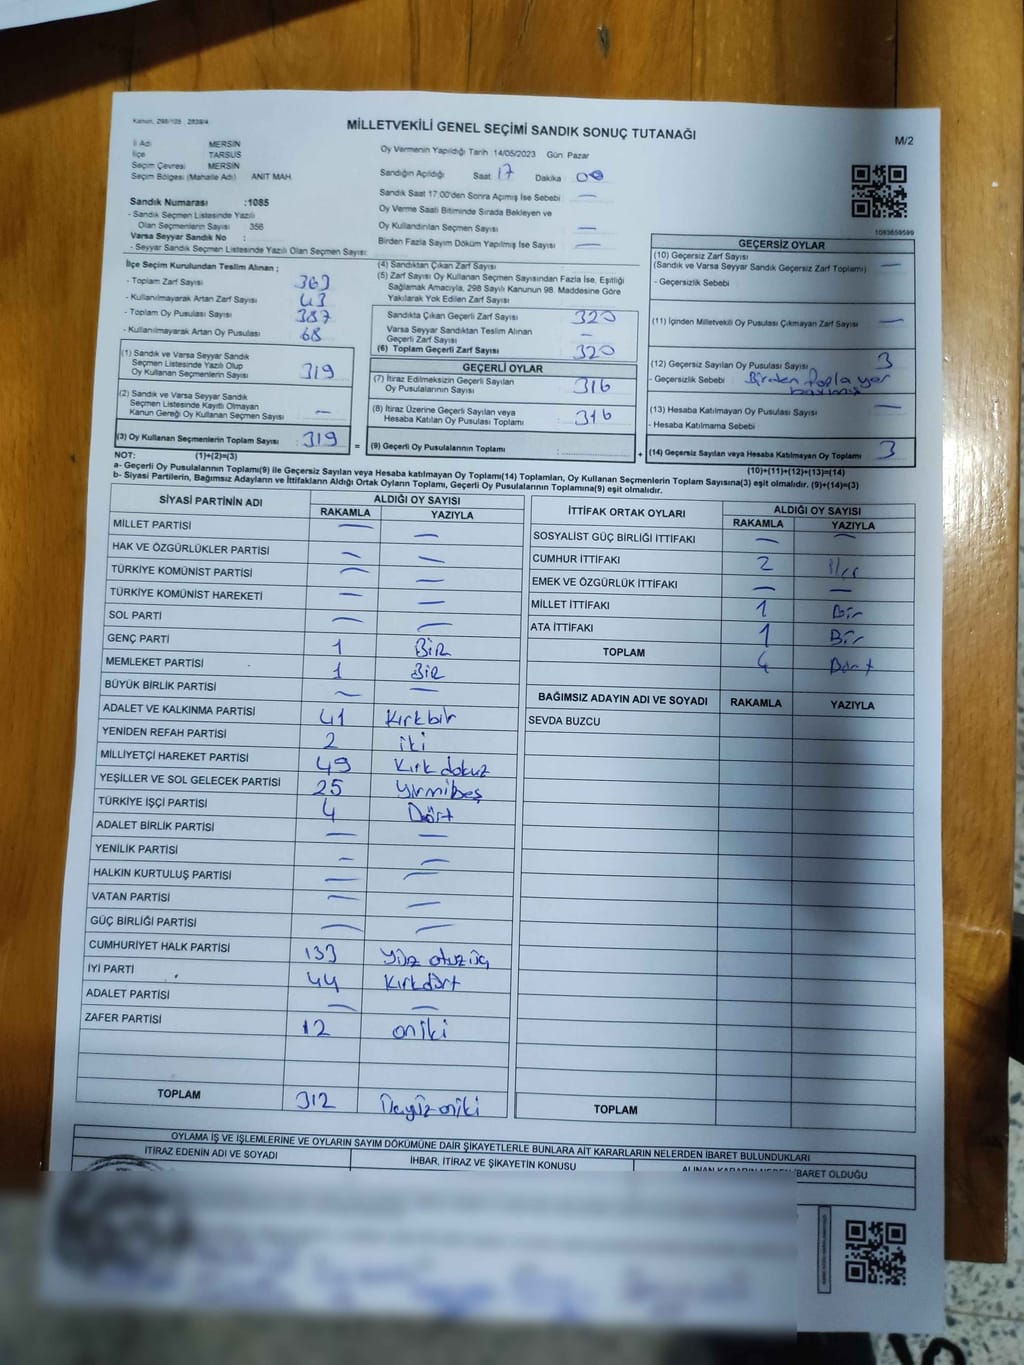 Kanun, 298/105 , 2839/4
MİLLETVEKİLİ GENEL SEÇİMİ SANDIK SONUÇ TUTANAĞI
M/2
İl Adı MERSİN
İlçe TARSUS
Seçim Çevresi MERSİN
Seçim Bölgesi (Mahalle Adı) ANIT MAH.
Sandık Numarası :1085
- Sandık Seçmen Listesinde Yazılı
Olan Seçmenlerin Sayısı 356
Varsa Seyyar Sandık No :
- Seyyar Sandık Seçmen Listesinde Yazılı Olan Seçmen Sayısı:
Oy Vermenin Yapıldığı Tarih 14/05/2023 Gün Pazar
Sandığın Açıldığı Saat 17 Dakika 00
Sandık Saat 17:00'den Sonra Açılmış İse Sebebi —
Oy Verme Saati Bitiminde Sırada Bekleyen ve
Oy Kullandırılan Seçmen Sayısı —
Birden Fazla Sayım Döküm Yapılmış İse Sayısı —
1083659599
İlçe Seçim Kurulundan Teslim Alınan ;
- Toplam Zarf Sayısı 363
- Kullanılmayarak Artan Zarf Sayısı 43
- Toplam Oy Pusulası Sayısı 387
- Kullanılmayarak Artan Oy Pusulası 68
(1) Sandık ve Varsa Seyyar Sandık
Seçmen Listesinde Yazılı Olup
Oy Kullanan Seçmenlerin Sayısı 319
(2) Sandık ve Varsa Seyyar Sandık
Seçmen Listesinde Kayıtlı Olmayan
Kanun Gereği Oy Kullanan Seçmen Sayısı —
(3) Oy Kullanan Seçmenlerin Toplam Sayısı : 319
(4) Sandıktan Çıkan Zarf Sayısı
(5) Zarf Sayısı Oy Kullanan Seçmen Sayısından Fazla İse, Eşitliği
Sağlamak Amacıyla, 298 Sayılı Kanunun 98. Maddesine Göre
Yakılarak Yok Edilen Zarf Sayısı
Sandıkta Çıkan Geçerli Zarf Sayısı 320
Varsa Seyyar Sandıktan Teslim Alınan
Geçerli Zarf Sayısı —
(6) Toplam Geçerli Zarf Sayısı 320
GEÇERLİ OYLAR
(7) İtiraz Edilmeksizin Geçerli Sayılan
Oy Pusulalarının Sayısı 316
(8) İtiraz Üzerine Geçerli Sayılan veya
Hesaba Katılan Oy Pusulası Toplamı 316
= (9) Geçerli Oy Pusulalarının Toplamı +
GEÇERSİZ OYLAR
(10) Geçersiz Zarf Sayısı
(Sandık ve Varsa Seyyar Sandık Geçersiz Zarf Toplamı) —
- Geçersizlik Sebebi
(11) İçinden Milletvekili Oy Pusulası Çıkmayan Zarf Sayısı —
(12) Geçersiz Sayılan Oy Pusulası Sayısı 3
- Geçersizlik Sebebi Birden fazla yer
basılmış
(13) Hesaba Katılmayan Oy Pusulası Sayısı —
- Hesaba Katılmama Sebebi
(14) Geçersiz Sayılan veya Hesaba Katılmayan Oy Toplamı 3
NOT: (1)+(2)=(3)
(10)+(11)+(12)+(13)=(14)
a- Geçerli Oy Pusulalarının Toplamı(9) ile Geçersiz Sayılan veya Hesaba katılmayan Oy Toplamı(14) Toplamları, Oy Kullanan Seçmenlerin Toplam Sayısına(3) eşit olmalıdır. (9)+(14)=(3)
b- Siyasi Partilerin, Bağımsız Adayların ve İttifakların Aldığı Ortak Oyların Toplamı, Geçerli Oy Pusulalarının Toplamına(9) eşit olmalıdır.
SİYASİ PARTİNİN ADI ALDIĞI OY SAYISI
RAKAMLA YAZIYLA
MİLLET PARTİSİ — —
HAK VE ÖZGÜRLÜKLER PARTİSİ — —
TÜRKİYE KOMÜNİST PARTİSİ — —
TÜRKİYE KOMÜNİST HAREKETİ — —
SOL PARTİ — —
GENÇ PARTİ 1 BİR
MEMLEKET PARTİSİ 1 BİR
BÜYÜK BİRLİK PARTİSİ — —
ADALET VE KALKINMA PARTİSİ 41 Kırkbir
YENİDEN REFAH PARTİSİ 2 iki
MİLLİYETÇİ HAREKET PARTİSİ 49 Kırk dokuz
YEŞİLLER VE SOL GELECEK PARTİSİ 25 yirmibeş
TÜRKİYE İŞÇİ PARTİSİ 4 Dört
ADALET BİRLİK PARTİSİ — —
YENİLİK PARTİSİ — —
HALKIN KURTULUŞ PARTİSİ — —
VATAN PARTİSİ — —
GÜÇ BİRLİĞİ PARTİSİ — —
CUMHURİYET HALK PARTİSİ 133 Yüz otuz üç
İYİ PARTİ 44 Kırkdört
ADALET PARTİSİ — —
ZAFER PARTİSİ 12 oniki
TOPLAM 312 Üçyüz oniki
İTTİFAK ORTAK OYLARI ALDIĞI OY SAYISI
RAKAMLA YAZIYLA
SOSYALİST GÜÇ BİRLİĞİ İTTİFAKI — —
CUMHUR İTTİFAKI 2 iki
EMEK VE ÖZGÜRLÜK İTTİFAKI — —
MİLLET İTTİFAKI 1 Bir
ATA İTTİFAKI 1 Bir
TOPLAM 4 Dört
BAĞIMSIZ ADAYIN ADI VE SOYADI RAKAMLA YAZIYLA
SEVDA BUZCU
TOPLAM
OYLAMA İŞ VE İŞLEMLERİNE VE OYLARIN SAYIM DÖKÜMÜNE DAİR ŞİKAYETLERLE BUNLARA AİT KARARLARIN NELERDEN İBARET BULUNDUKLARI
İTİRAZ EDENİN ADI VE SOYADI İHBAR, İTİRAZ VE ŞİKAYETİN KONUSU ALINAN KARARIN NEDEN İBARET OLDUĞU